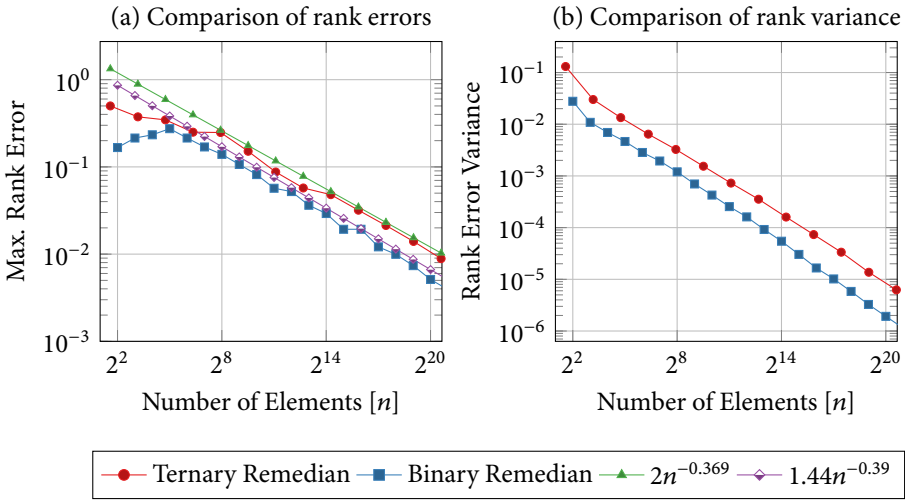 (a) Comparison of rank errors
(b) Comparison of rank variance
Max. Rank Error
10^0
10^{-1}
10^{-2}
10^{-3}
2^2
2^8
2^{14}
2^{20}
Number of Elements [n]
Rank Error Variance
10^{-1}
10^{-2}
10^{-3}
10^{-4}
10^{-5}
10^{-6}
2^2
2^8
2^{14}
2^{20}
Number of Elements [n]
Ternary Remedian
Binary Remedian
2n^{-0.369}
1.44n^{-0.39}